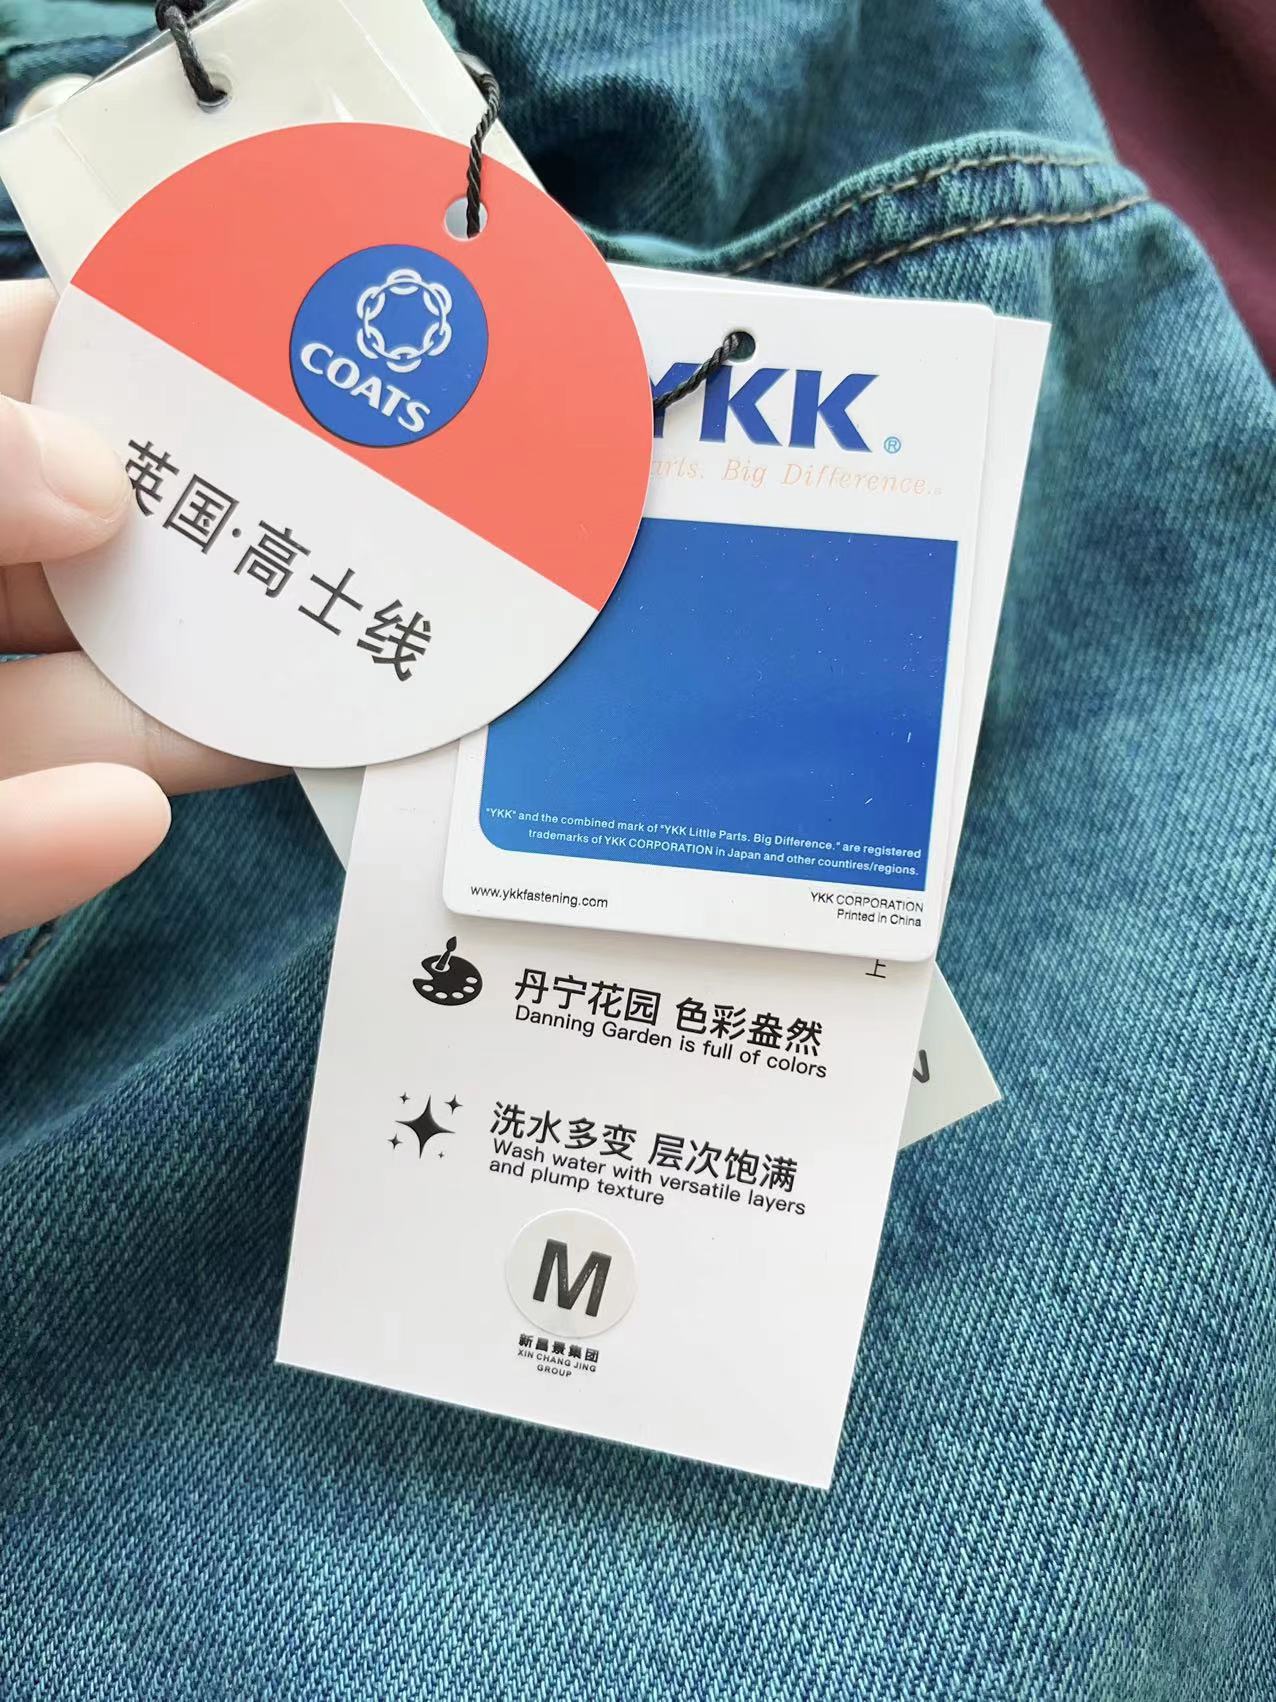 COATS
英国·高士线
YKK®
Big Difference.®
"YKK" and the combined mark of "YKK Little Parts. Big Difference." are registered
trademarks of YKK CORPORATION in Japan and other countires/regions.
www.ykkfastening.com
YKK CORPORATION
Printed in China
上
丹宁花园 色彩盎然
Danning Garden is full of colors
洗水多变 层次饱满
Wash water with versatile layers
and plump texture
M
新昌景集团
XIN CHANG JING
GROUP